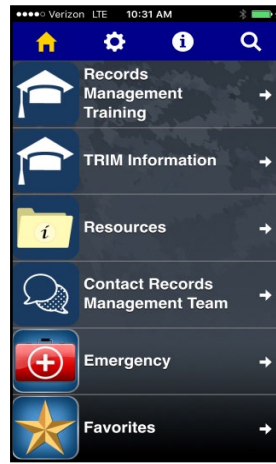 Verizon LTE 10:31 AM
Records
Management
Training
TRIM Information
Resources
Contact Records
Management Team
Emergency
Favorites